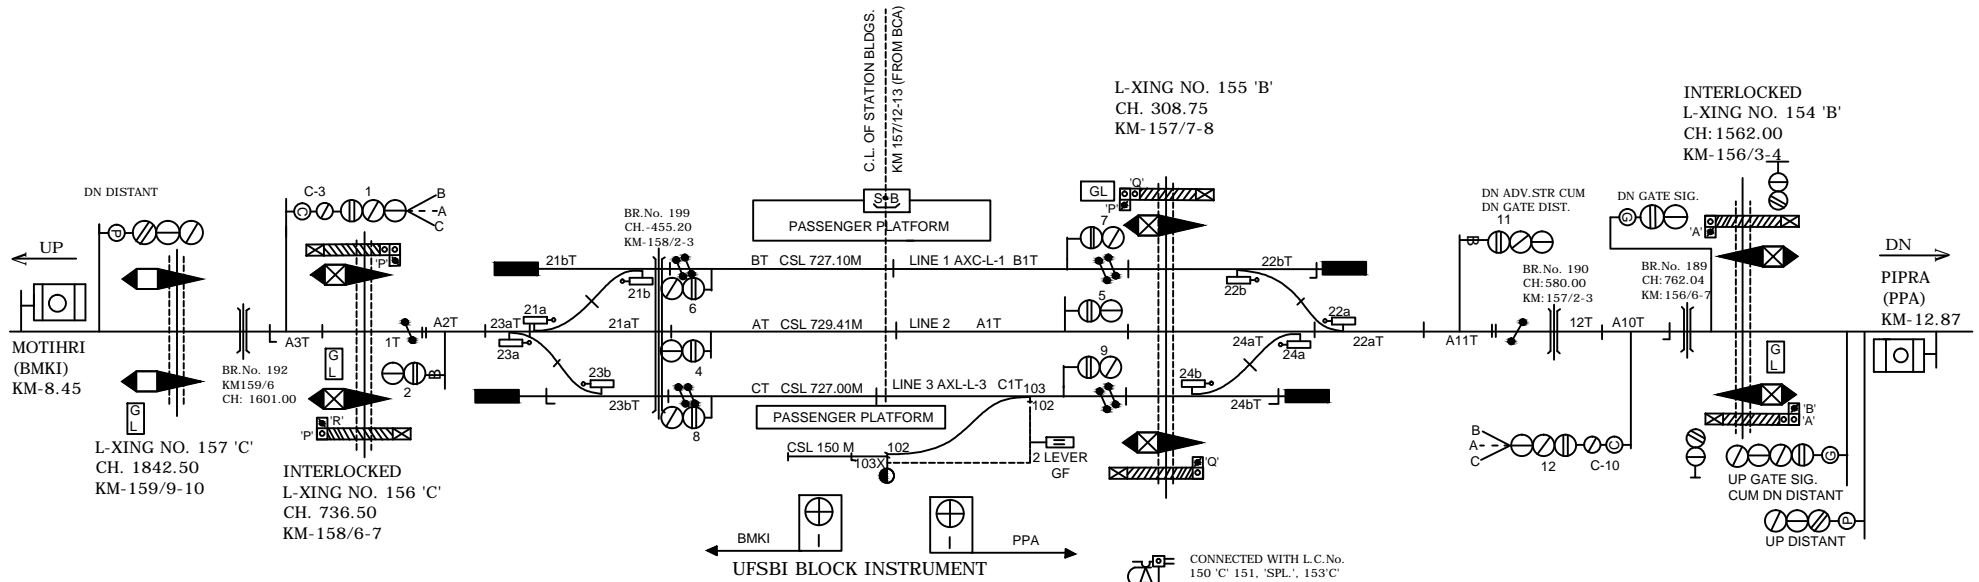 C.L. OF STATION BLDGS.
KM 157/12-13 (FROM BCA)
L-XING NO. 155 'B'
CH. 308.75
KM-157/7-8
INTERLOCKED
L-XING NO. 154 'B'
CH:1562.00
KM-156/3-4
DN DISTANT
P
C-3
1
C
B
A
C
UP
MOTIHRI
(BMKI)
KM-8.45
G
L
L-XING NO. 157 'C'
CH. 1842.50
KM-159/9-10
BR.No. 192
KM159/6
CH: 1601.00
A3T
'P'
G
L
1T
A2T
2
B
'R'
'P'
INTERLOCKED
L-XING NO. 156 'C'
CH. 736.50
KM-158/6-7
BR.No. 199
CH.-455.20
KM-158/2-3
S B
PASSENGER PLATFORM
21bT
21b
21a
21aT
23aT
23a
23b
23bT
6
4
8
BT CSL 727.10M LINE 1 AXC-L-1 B1T
AT CSL 729.41M LINE 2 A1T
CT CSL 727.00M LINE 3 AXL-L-3 C1T
103
102
PASSENGER PLATFORM
CSL 150 M
102
103X
2 LEVER
GF
GL
'Q'
'P'
7
5
9
'Q'
22bT
22b
22a
22aT
24aT
24a
24b
24bT
DN ADV.STR CUM
DN GATE DIST.
11
B
A11T
BR.No. 190
CH:580.00
KM:157/2-3
12T
A10T
BR.No. 189
CH:762.04
KM:156/6-7
DN GATE SIG.
G
'A'
G
L
'B'
'A'
B
A
C
12
C-10
C
G
UP GATE SIG.
CUM DN DISTANT
P
UP DISTANT
DN
PIPRA
(PPA)
KM-12.87
BMKI
PPA
UFSBI BLOCK INSTRUMENT
CONNECTED WITH L.C.No.
150 'C' 151, 'SPL.', 153'C'